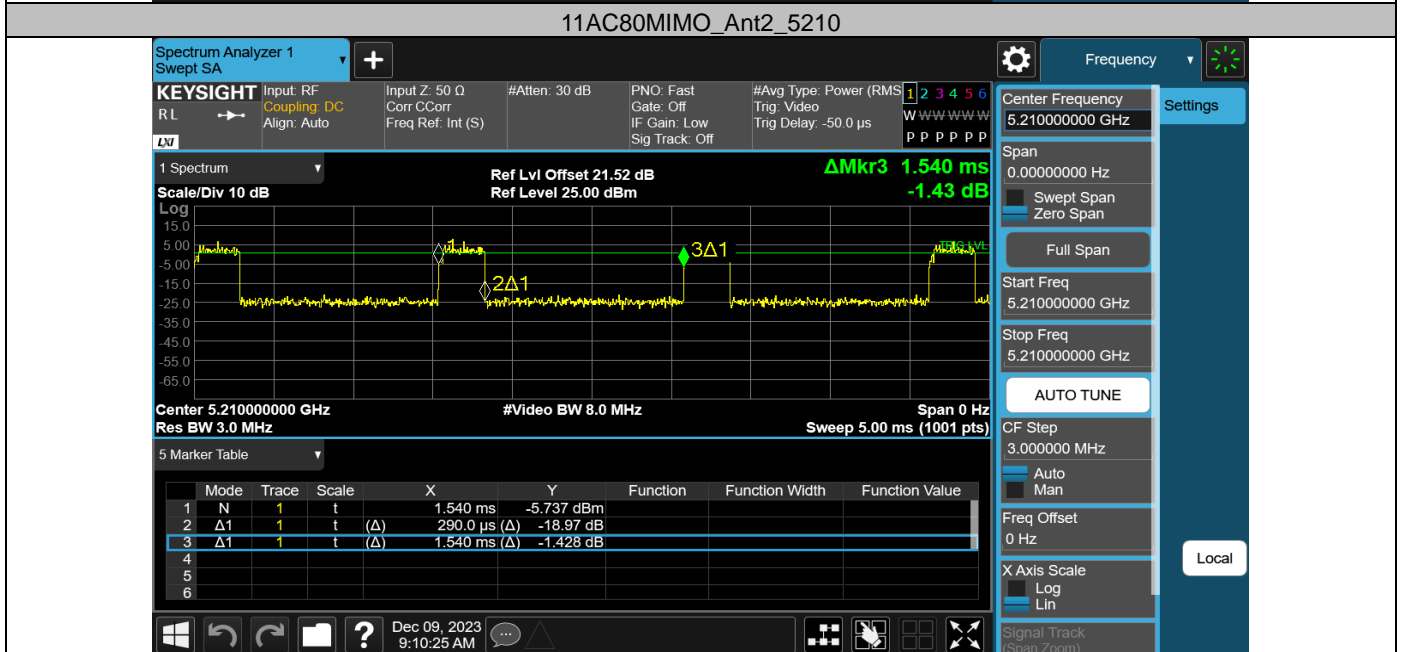 11AC80MIMO_Ant2_5210
Spectrum Analyzer 1
Swept SA
Frequency
KEYSIGHT
RL
LXI
Input: RF
Coupling: DC
Align: Auto
Input Z: 50 Ω
Corr CCorr
Freq Ref: Int (S)
#Atten: 30 dB
PNO: Fast
Gate: Off
IF Gain: Low
Sig Track: Off
#Avg Type: Power (RMS
Trig: Video
Trig Delay: -50.0 µs
1 2 3 4 5 6
W W W W W W
P P P P P P
Center Frequency
5.210000000 GHz
Settings
1 Spectrum
Scale/Div 10 dB
Ref Lvl Offset 21.52 dB
Ref Level 25.00 dBm
ΔMkr3 1.540 ms
-1.43 dB
Span
0.00000000 Hz
Swept Span
Zero Span
Full Span
Log
15.0
5.00
-5.00
-15.0
-25.0
-35.0
-45.0
-55.0
-65.0
1
2Δ1
3Δ1
TRIG LVL
Start Freq
5.210000000 GHz
Stop Freq
5.210000000 GHz
AUTO TUNE
Center 5.210000000 GHz
#Video BW 8.0 MHz
Span 0 Hz
Res BW 3.0 MHz
Sweep 5.00 ms (1001 pts)
CF Step
3.000000 MHz
Auto
Man
5 Marker Table
Mode Trace Scale X Y Function Function Width Function Value
1 N 1 t 1.540 ms -5.737 dBm
2 Δ1 1 t (Δ) 290.0 µs (Δ) -18.97 dB
3 Δ1 1 t (Δ) 1.540 ms (Δ) -1.428 dB
4
5
6
Freq Offset
0 Hz
X Axis Scale
Log
Lin
Local
Signal Track
(Span Zoom)
?
Dec 09, 2023
9:10:25 AM